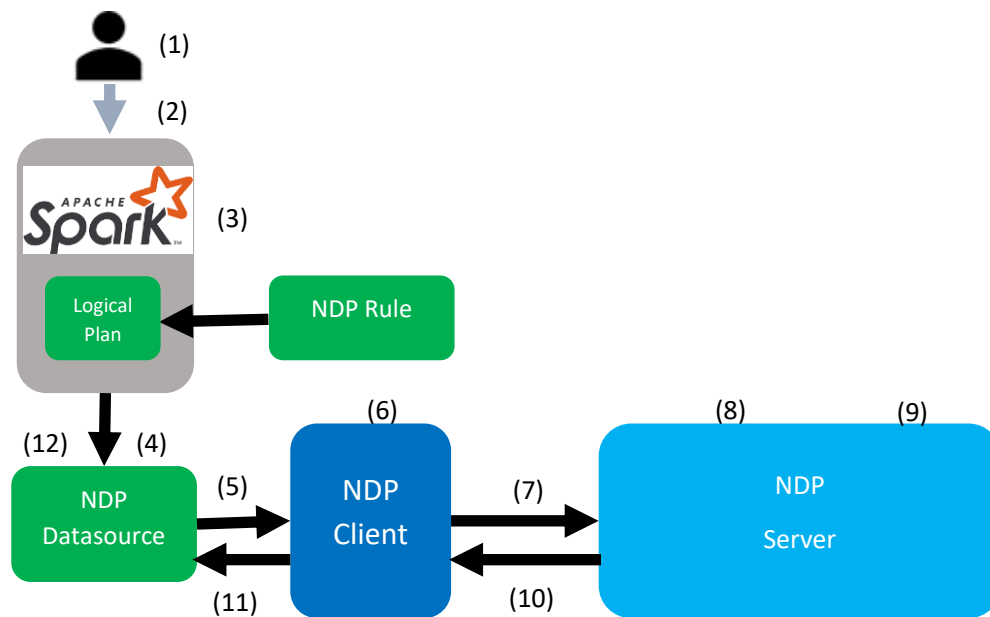 (1)
(2)
APACHE
Spark™
(3)
Logical
Plan
NDP Rule
(6)
(8)
(9)
(12)
(4)
NDP
Datasource
(5)
NDP
Client
(7)
NDP
Server
(11)
(10)